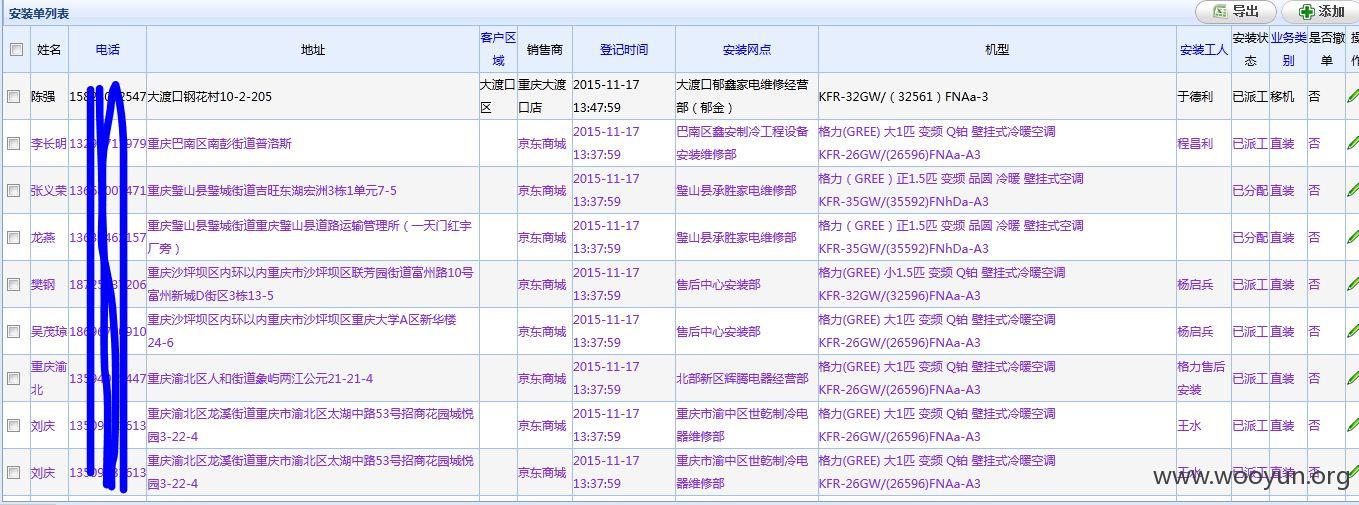 安装单列表 导出 添加
姓名 电话 地址 客户区域 销售商 登记时间 安装网点 机型 安装工人 安装状态 业务类别 是否撤单
陈强 大渡口钢花村10-2-205 大渡口区 重庆大渡口店 2015-11-17 13:47:59 大渡口郁鑫家电维修经营部（郁金） KFR-32GW/（32561）FNAa-3 于德利 已派工 移机 否
李长明 重庆巴南区南彭街道普洛斯 京东商城 2015-11-17 13:37:59 巴南区鑫安制冷工程设备安装维修部 格力(GREE) 大1匹 变频 Q铂 壁挂式冷暖空调 KFR-26GW/(26596)FNAa-A3 程昌利 已派工 直装 否
张义荣 重庆璧山县璧城街道吉旺东湖宏洲3栋1单元7-5 京东商城 2015-11-17 13:37:59 璧山县承胜家电维修部 格力（GREE）正1.5匹 变频 品圆 冷暖 壁挂式空调 KFR-35GW/(35592)FNhDa-A3 已分配 直装 否
龙燕 重庆璧山县璧城街道重庆璧山县道路运输管理所（一天门红宇厂旁） 京东商城 2015-11-17 13:37:59 璧山县承胜家电维修部 格力（GREE）正1.5匹 变频 品圆 冷暖 壁挂式空调 KFR-35GW/(35592)FNhDa-A3 已分配 直装 否
樊钢 重庆沙坪坝区内环以内重庆市沙坪坝区联芳园街道富州路10号富州新城D街区3栋13-5 京东商城 2015-11-17 13:37:59 售后中心安装部 格力(GREE) 小1.5匹 变频 Q铂 壁挂式冷暖空调 KFR-32GW/(32596)FNAa-A3 杨启兵 已派工 直装 否
吴茂琼 重庆沙坪坝区内环以内重庆市沙坪坝区重庆大学A区新华楼24-6 京东商城 2015-11-17 13:37:59 售后中心安装部 格力(GREE) 大1匹 变频 Q铂 壁挂式冷暖空调 KFR-26GW/(26596)FNAa-A3 杨启兵 已派工 直装 否
重庆渝北 重庆渝北区人和街道象屿两江公元21-21-4 京东商城 2015-11-17 13:37:59 北部新区辉腾电器经营部 格力(GREE) 大1匹 变频 Q铂 壁挂式冷暖空调 KFR-26GW/(26596)FNAa-A3 格力售后安装 已派工 直装 否
刘庆 重庆渝北区龙溪街道重庆市渝北区太湖中路53号招商花园城悦园3-22-4 京东商城 2015-11-17 13:37:59 重庆市渝中区世乾制冷电器维修部 格力(GREE) 大1匹 变频 Q铂 壁挂式冷暖空调 KFR-26GW/(26596)FNAa-A3 王水 已派工 直装 否
刘庆 重庆渝北区龙溪街道重庆市渝北区太湖中路53号招商花园城悦园3-22-4 京东商城 2015-11-17 13:37:59 重庆市渝中区世乾制冷电器维修部 格力(GREE) 大1匹 变频 Q铂 壁挂式冷暖空调 KFR-26GW/(26596)FNAa-A3 王水 已派工 直装 否
www.wooyun.org